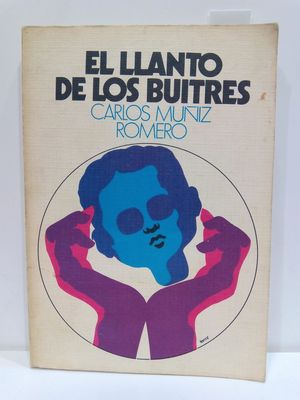 EL LLANTO
DE LOS BUITRES
CARLOS MUÑIZ
ROMERO